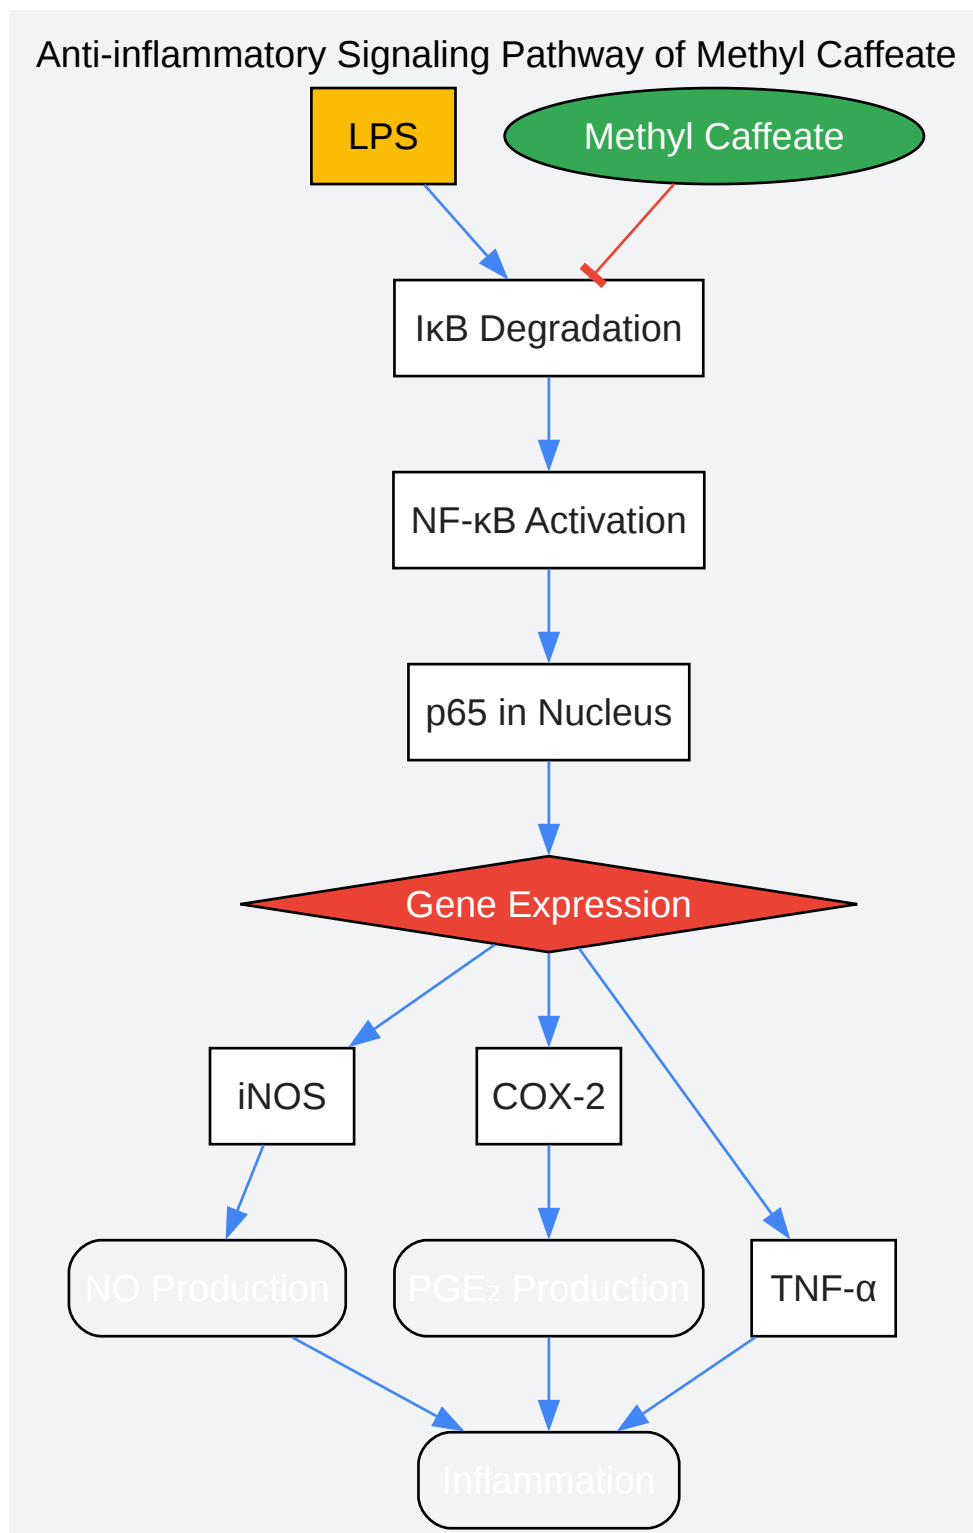 Anti-inflammatory Signaling Pathway of Methyl Caffeate
LPS
Methyl Caffeate
IκB Degradation
NF-κB Activation
p65 in Nucleus
Gene Expression
iNOS
COX-2
NO Production
PGE₂ Production
TNF-α
Inflammation